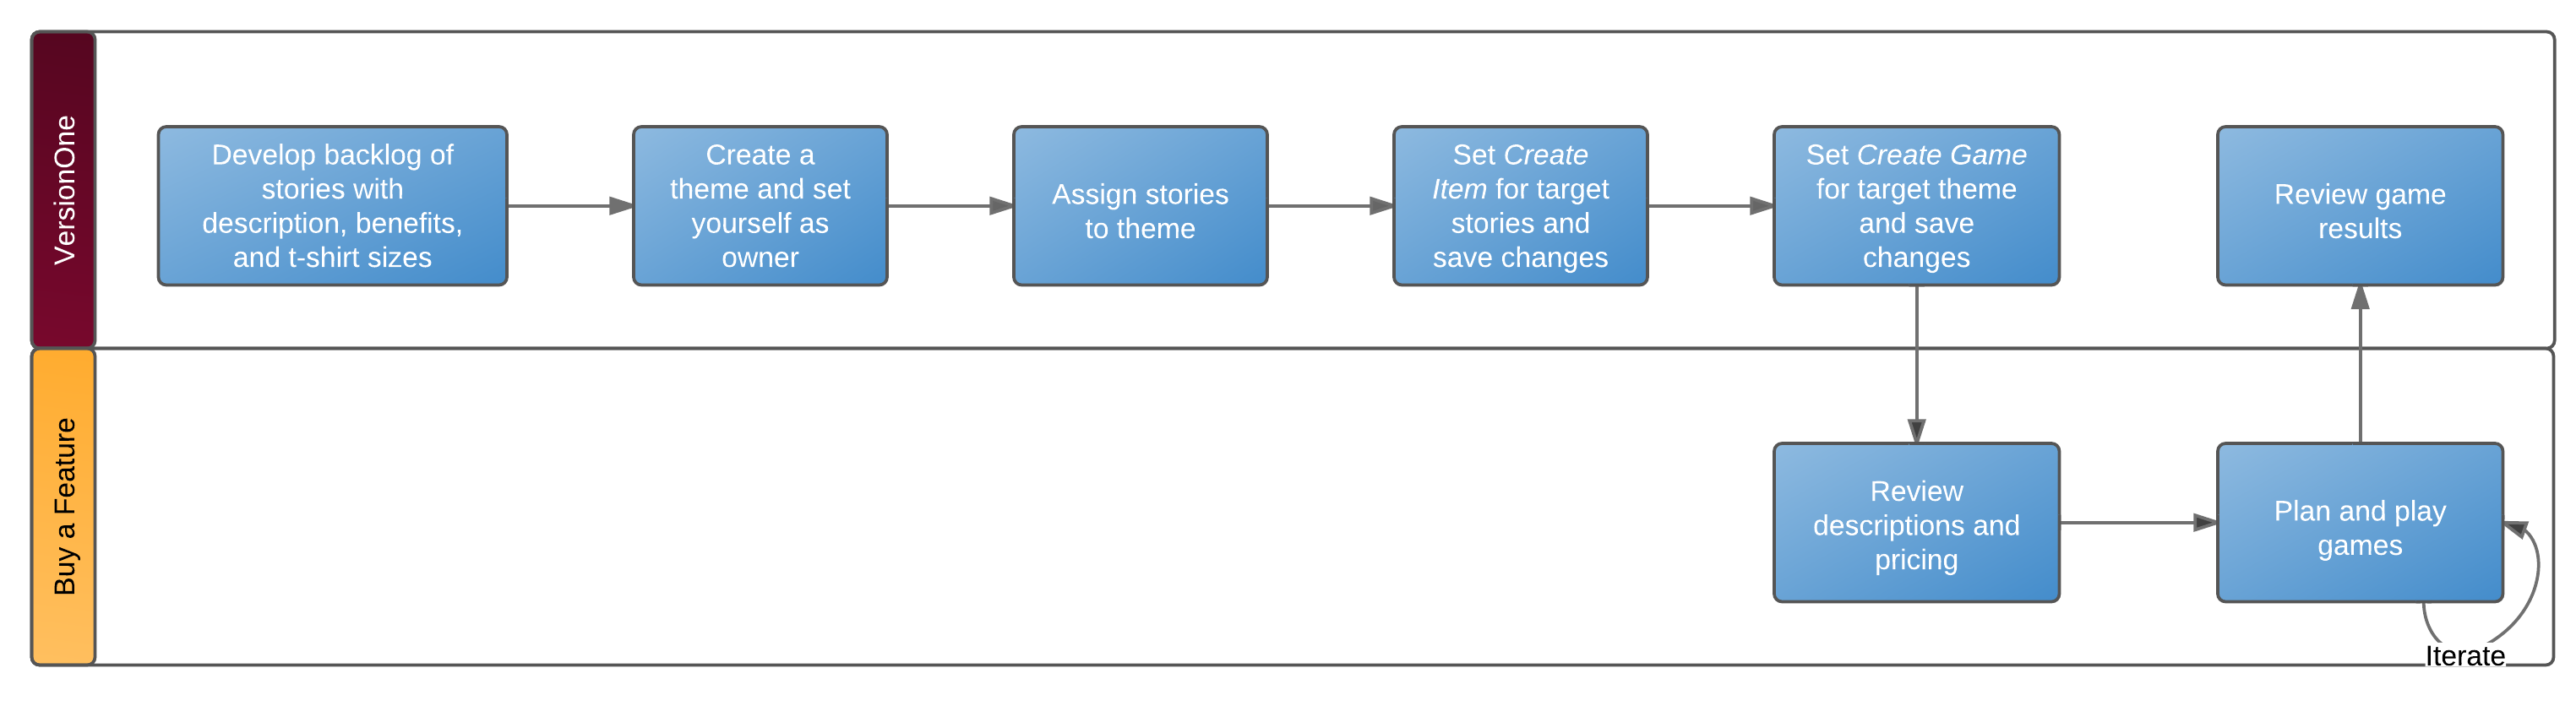 VersionOne
Develop backlog of
stories with
description, benefits,
and t-shirt sizes
Create a
theme and set
yourself as
owner
Assign stories
to theme
Set Create
Item for target
stories and
save changes
Set Create Game
for target theme
and save
changes
Review game
results
Buy a Feature
Review
descriptions and
pricing
Plan and play
games
Iterate